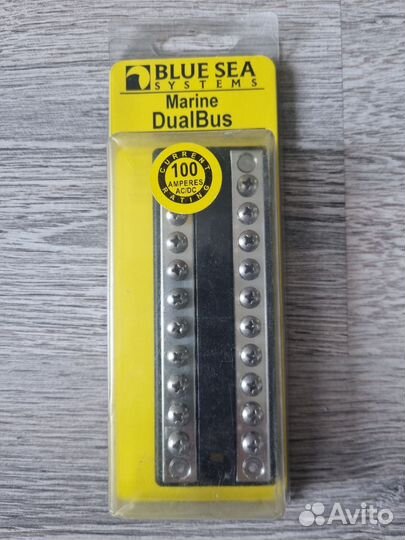 BLUE SEA
SYSTEMS
Marine
DualBus
CURRENT
100
AMPERES
AC/DC
RATING
Avito